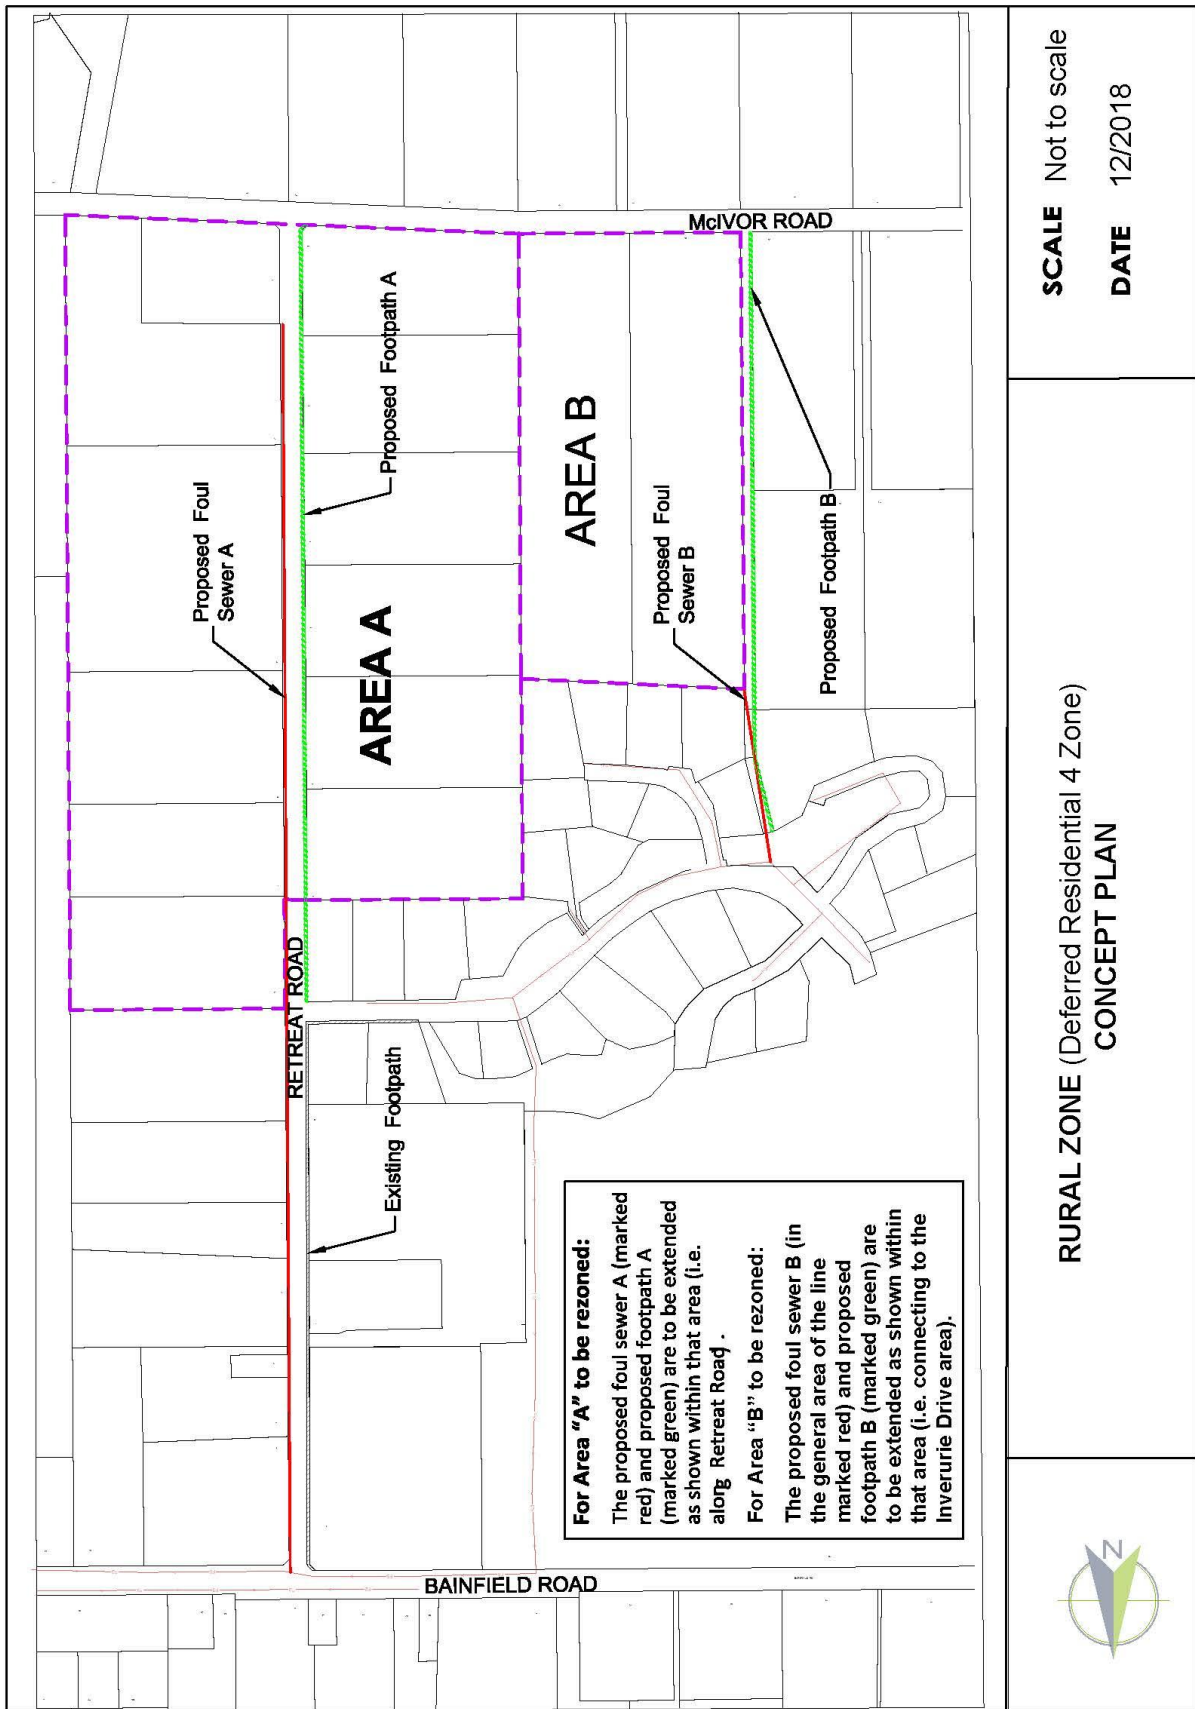 McIVOR ROAD
Proposed Foul
Sewer A
Proposed Footpath A
AREA A
AREA B
Proposed Foul
Sewer B
Proposed Footpath B
RETREAT ROAD
Existing Footpath
BAINFIELD ROAD
For Area “A” to be rezoned:
The proposed foul sewer A (marked
red) and proposed footpath A
(marked green) are to be extended
as shown within that area (i.e.
along Retreat Road) .
For Area “B” to be rezoned:
The proposed foul sewer B (in
the general area of the line
marked red) and proposed
footpath B (marked green) are
to be extended as shown within
that area (i.e. connecting to the
Inverurie Drive area).
N
RURAL ZONE (Deferred Residential 4 Zone)
CONCEPT PLAN
SCALE Not to scale
DATE 12/2018